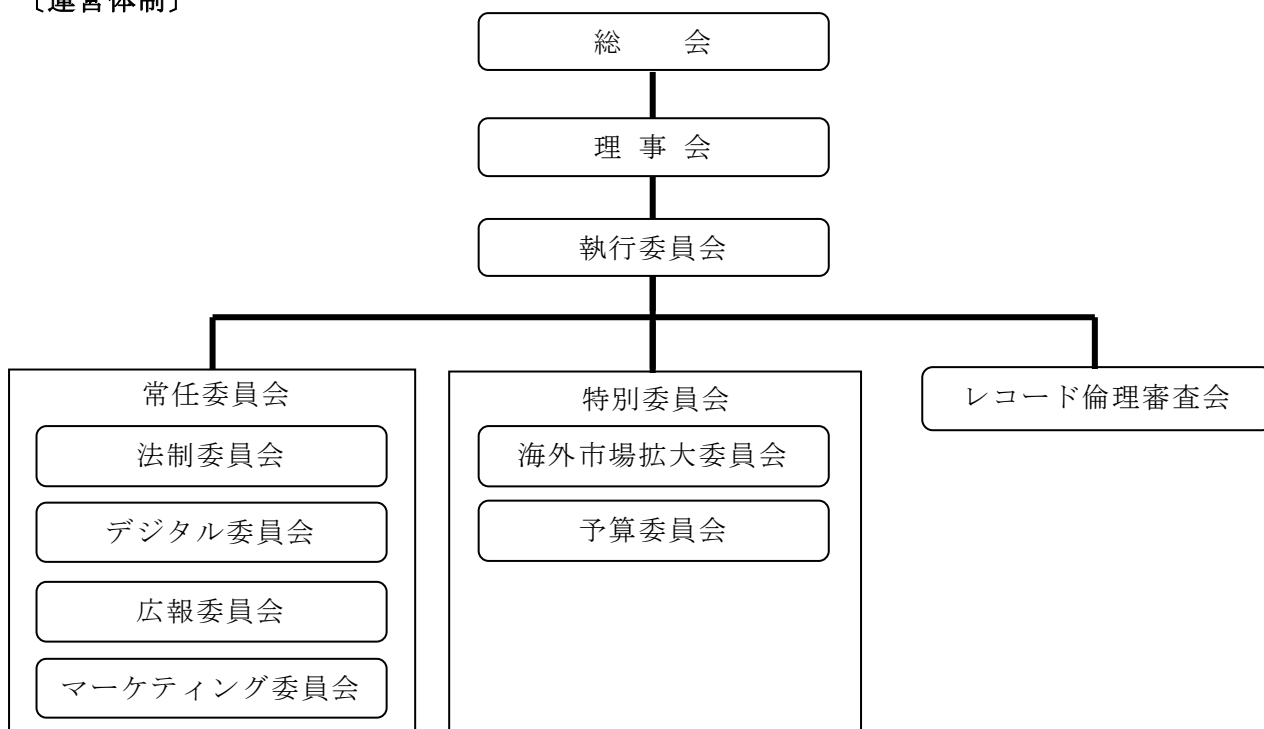 〔運営体制〕
総 会
理 事 会
執行委員会
常任委員会
法制委員会
デジタル委員会
広報委員会
マーケティング委員会
特別委員会
海外市場拡大委員会
予算委員会
レコード倫理審査会